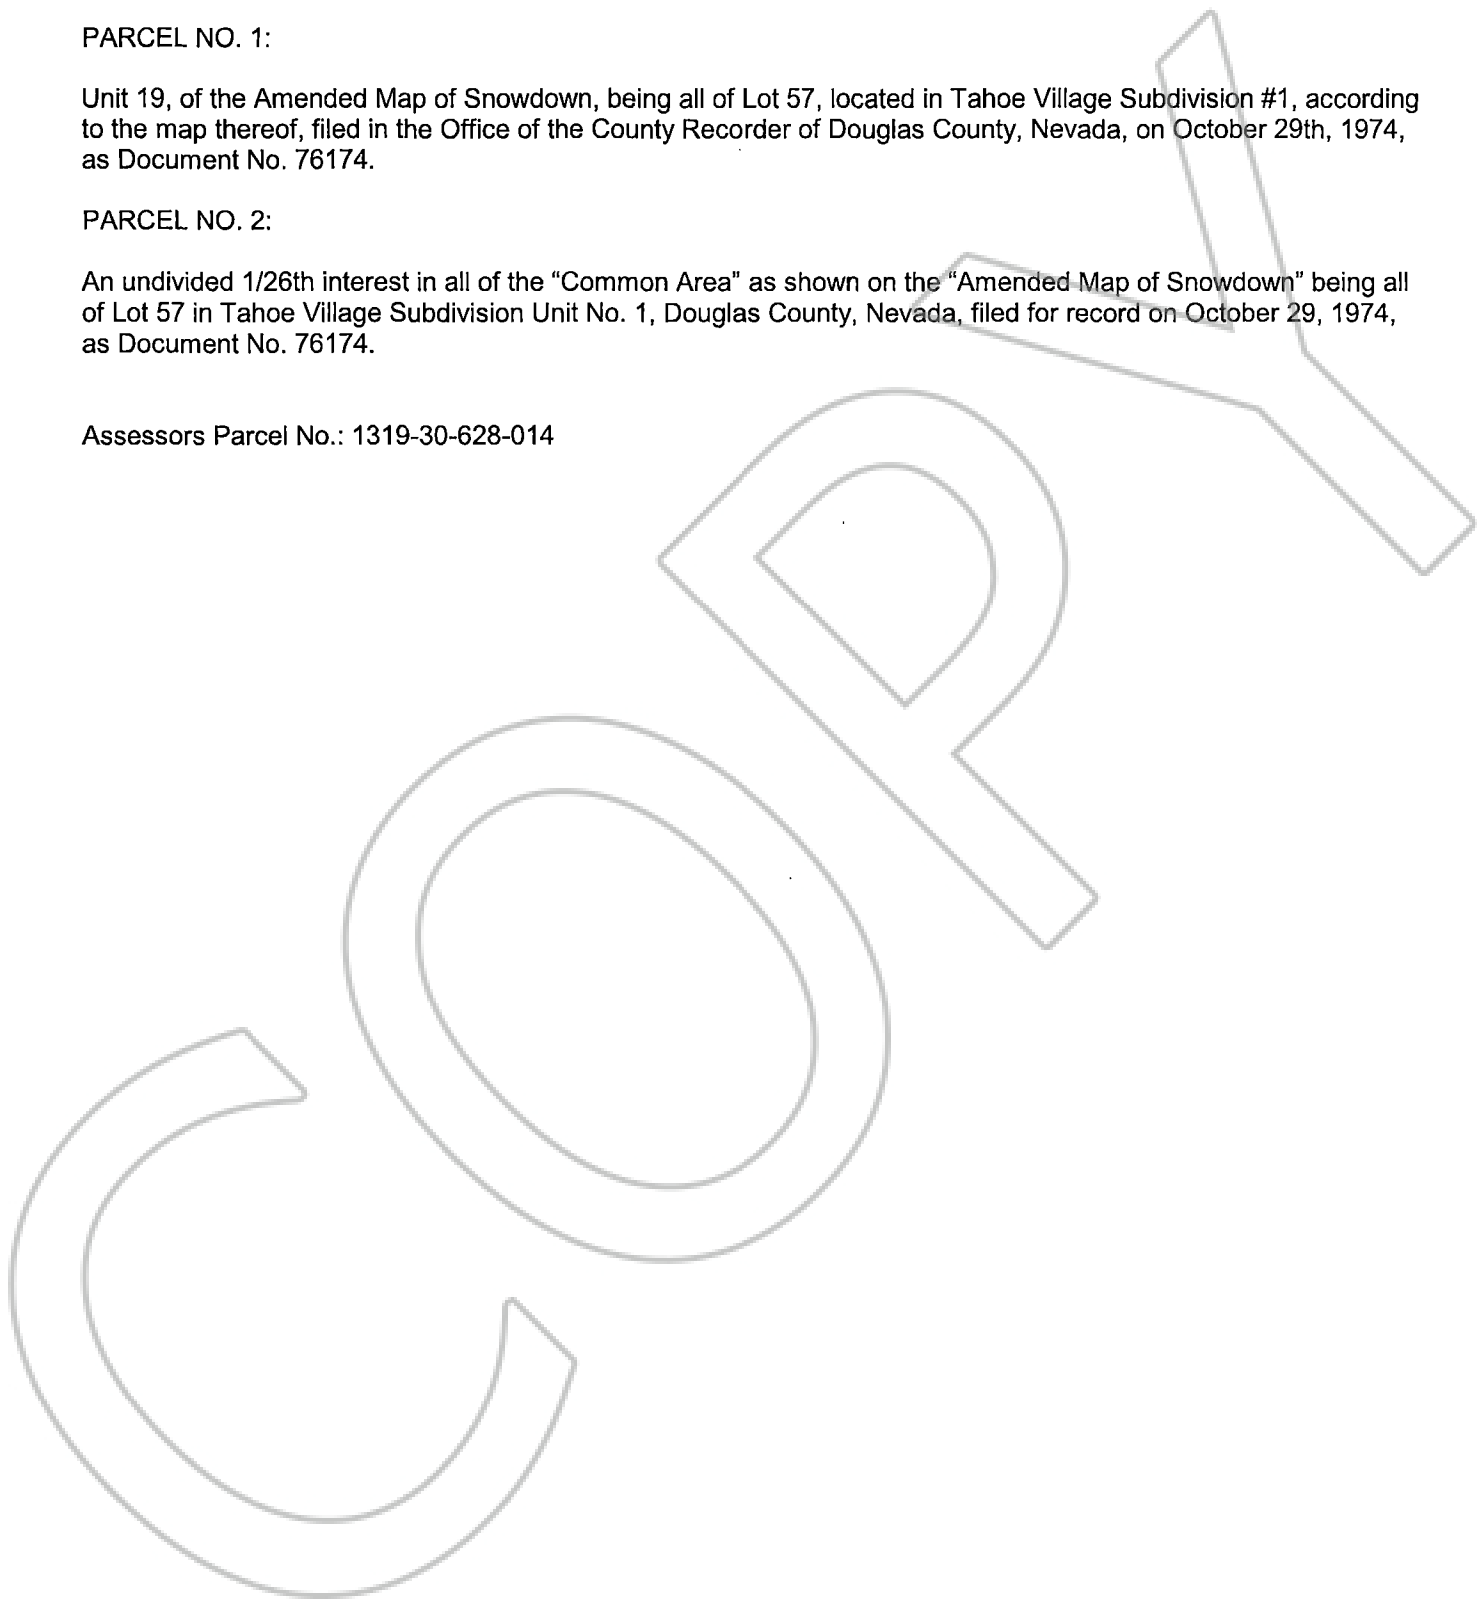 PARCEL NO. 1:
Unit 19, of the Amended Map of Snowdown, being all of Lot 57, located in Tahoe Village Subdivision #1, according
to the map thereof, filed in the Office of the County Recorder of Douglas County, Nevada, on October 29th, 1974,
as Document No. 76174.
PARCEL NO. 2:
An undivided 1/26th interest in all of the “Common Area” as shown on the “Amended Map of Snowdown” being all
of Lot 57 in Tahoe Village Subdivision Unit No. 1, Douglas County, Nevada, filed for record on October 29, 1974,
as Document No. 76174.
Assessors Parcel No.: 1319-30-628-014
COPY